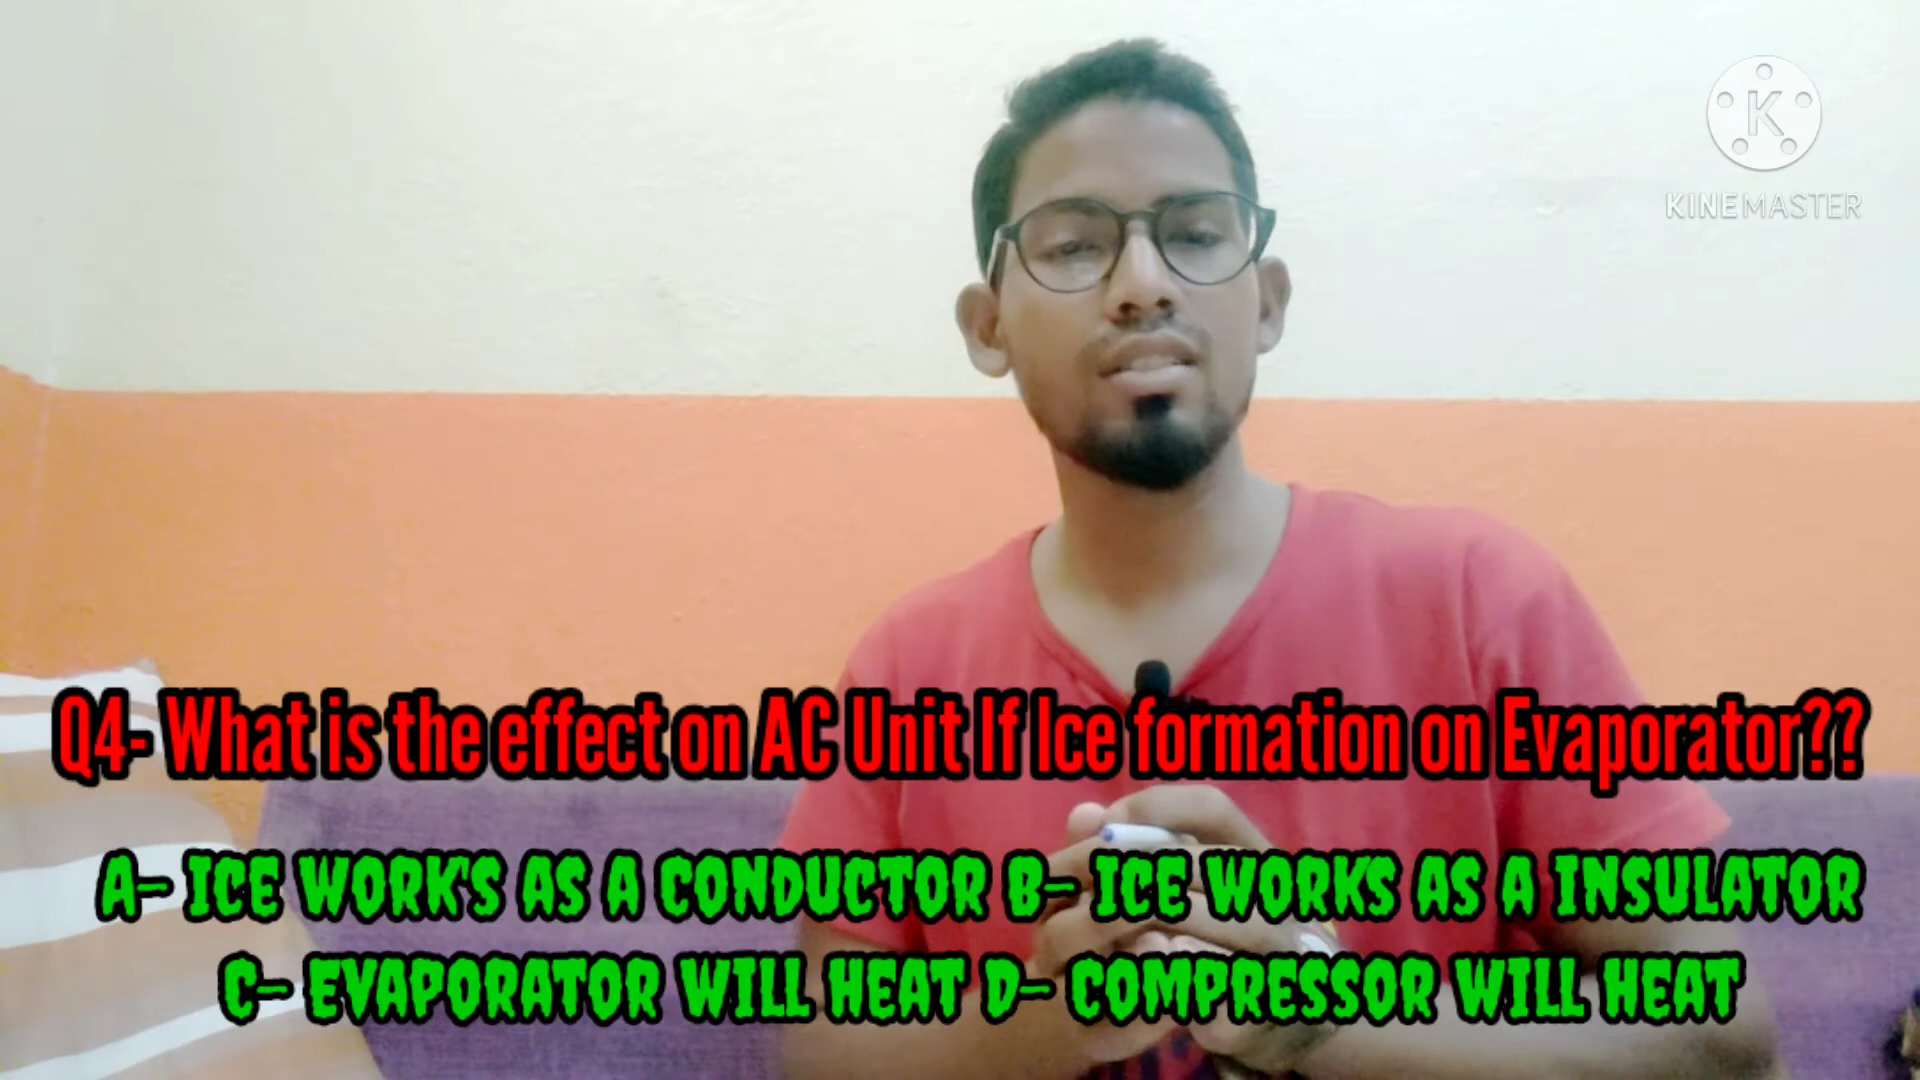 K
KINEMASTER
Q4- What is the effect on AC Unit If Ice formation on Evaporator??
A- ICE WORK'S AS A CONDUCTOR B- ICE WORKS AS A INSULATOR
C- EVAPORATOR WILL HEAT D- COMPRESSOR WILL HEAT